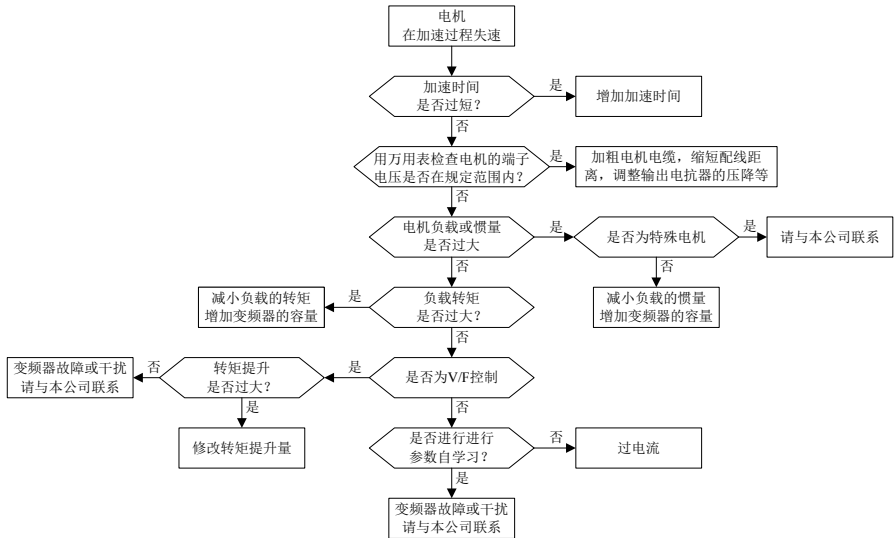 电机
在加速过程失速
加速时间
是否过短？
是
增加加速时间
否
用万用表检查电机的端子
电压是否在规定范围内？
是
加粗电机电缆，缩短配线距
离，调整输出电抗器的压降等
否
电机负载或惯量
是否过大
是
是否为特殊电机
是
请与本公司联系
否
否
减小负载的转矩
增加变频器的容量
是
负载转矩
是否过大？
减小负载的惯量
增加变频器的容量
否
变频器故障或干扰
请与本公司联系
否
转矩提升
是否过大？
是
是否为V/F控制
是
否
修改转矩提升量
是否进行进行
参数自学习？
否
过电流
是
变频器故障或干扰
请与本公司联系